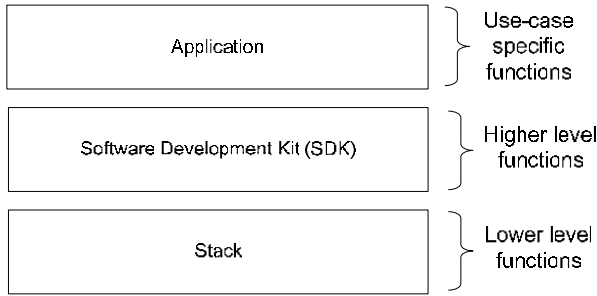 Application
Use-case
specific
functions
Software Development Kit (SDK)
Higher level
functions
Stack
Lower level
functions